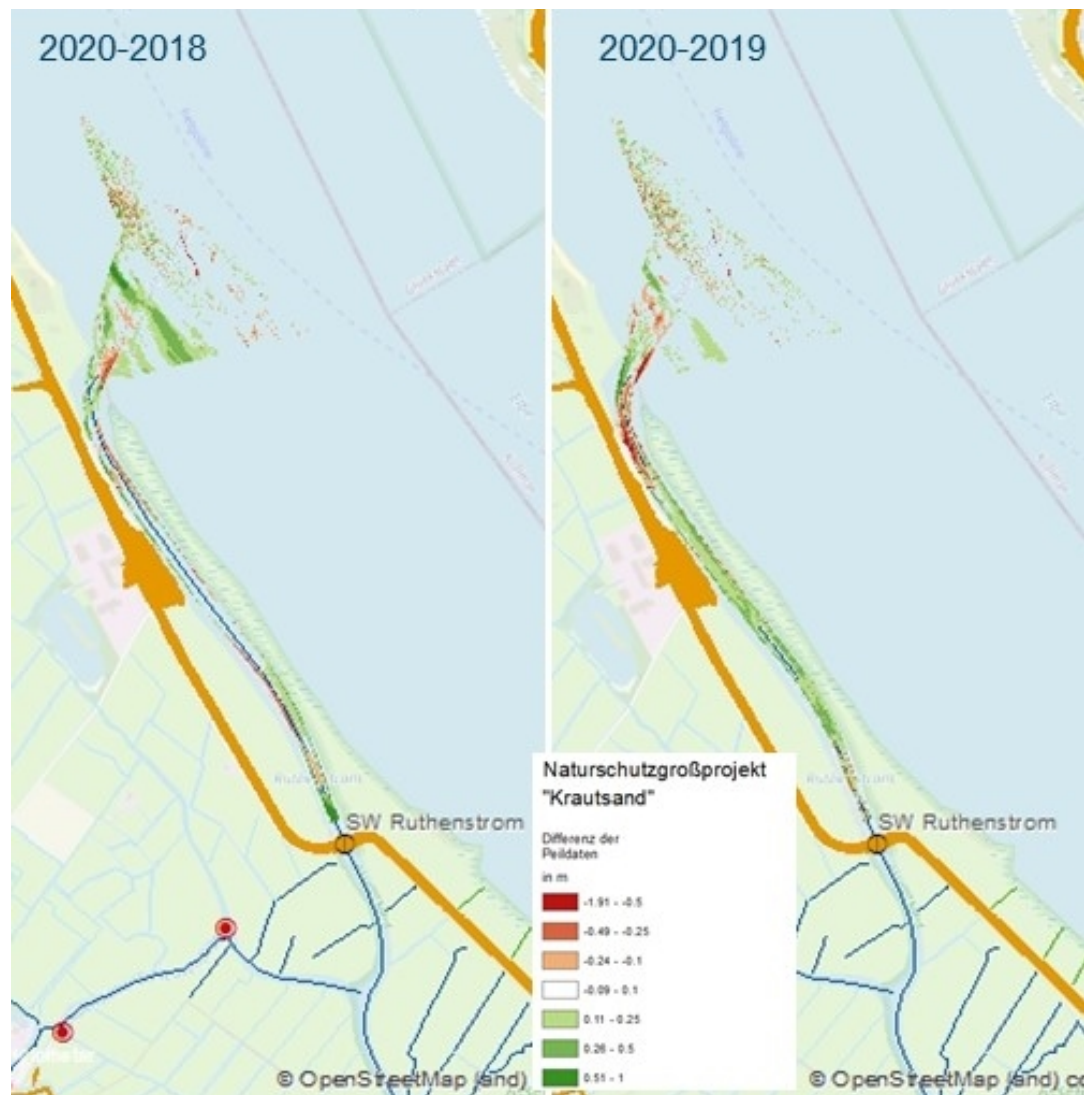 2020-2018
2020-2019
SW Ruthenstrom
SW Ruthenstrom
Naturschutzgroßprojekt
"Krautsand"
Differenz der
Peildaten
in m
-1.91 - -0.5
-0.49 - -0.25
-0.24 - -0.1
-0.09 - 0.1
0.11 - 0.25
0.26 - 0.5
0.51 - 1
© OpenStreetMap (and)
© OpenStreetMap (and) co